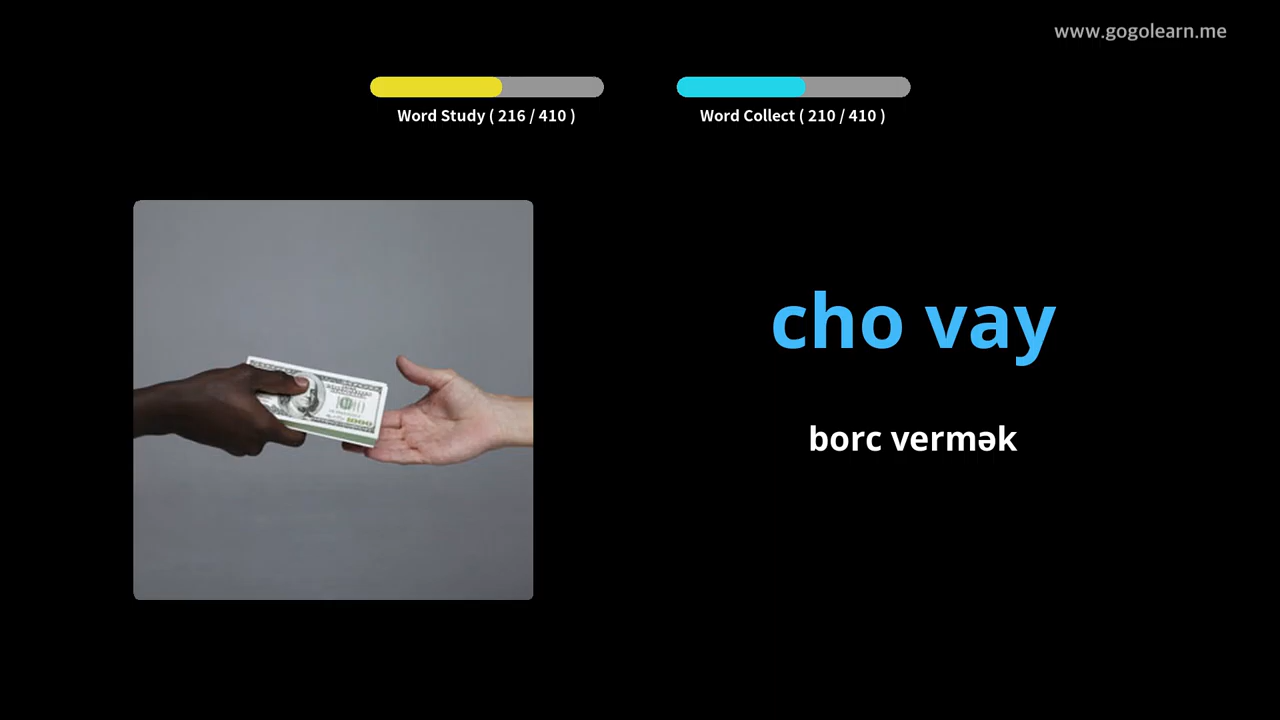 www.gogolearn.me
Word Study ( 216 / 410 )
Word Collect ( 210 / 410 )
cho vay
borc vermək